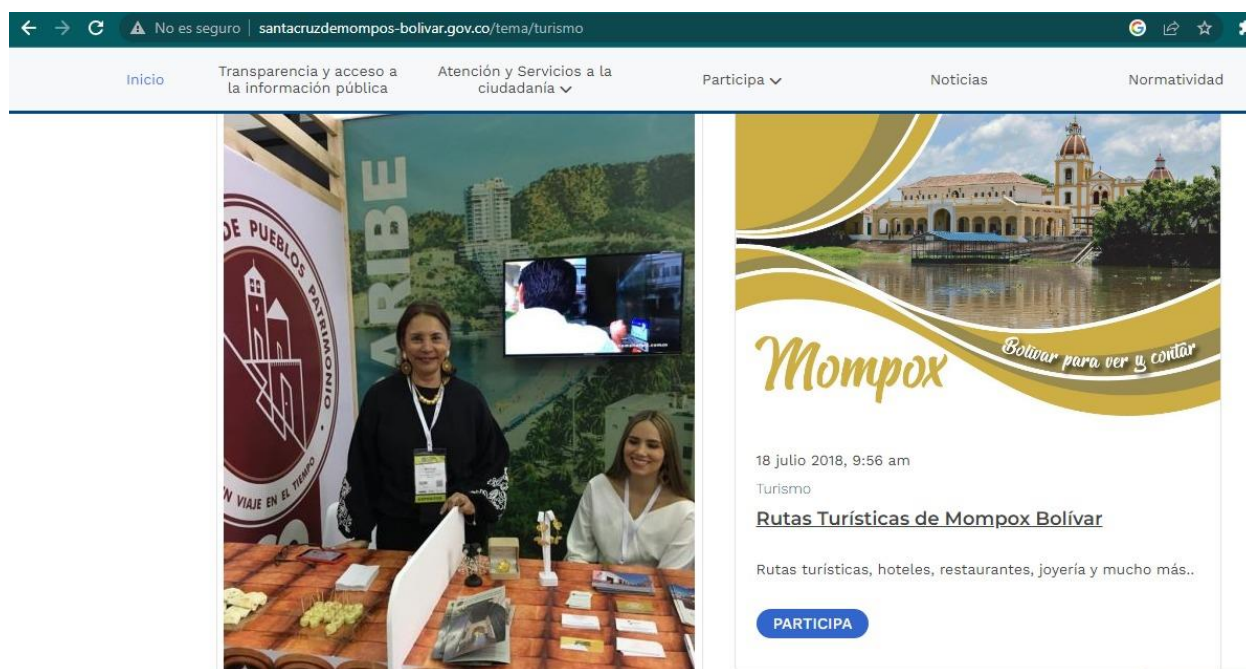 No es seguro
santacruzdemompos-bolivar.gov.co/tema/turismo
Inicio
Transparencia y acceso a
la información pública
Atención y Servicios a la
ciudadanía
Participa
Noticias
Normatividad
DE PUEBLOS PATRIMONIO •
UN VIAJE EN EL TIEMPO
ARIBE
Mompox
Bolívar para ver y contar
18 julio 2018, 9:56 am
Turismo
Rutas Turísticas de Mompox Bolívar
Rutas turísticas, hoteles, restaurantes, joyería y mucho más..
PARTICIPA